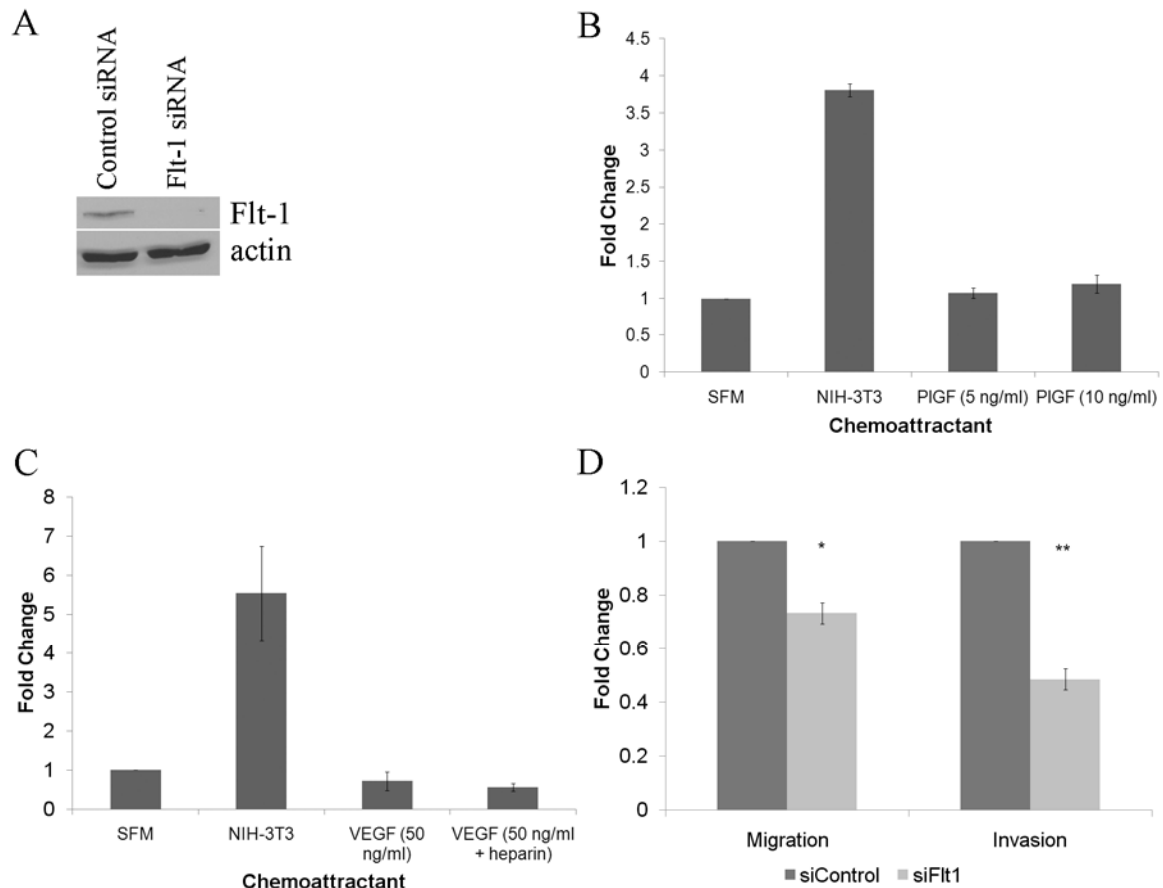 A
Control siRNA
Flt-1 siRNA
Flt-1
actin
B
4.5
4
3.5
3
2.5
2
1.5
1
0.5
0
Fold Change
SFM
NIH-3T3
PlGF (5 ng/ml)
PlGF (10 ng/ml)
Chemoattractant
C
8
7
6
5
4
3
2
1
0
Fold Change
SFM
NIH-3T3
VEGF (50
ng/ml)
VEGF (50 ng/ml
+ heparin)
Chemoattractant
D
1.2
1
0.8
0.6
0.4
0.2
0
Fold Change
*
**
Migration
Invasion
siControl
siFlt1